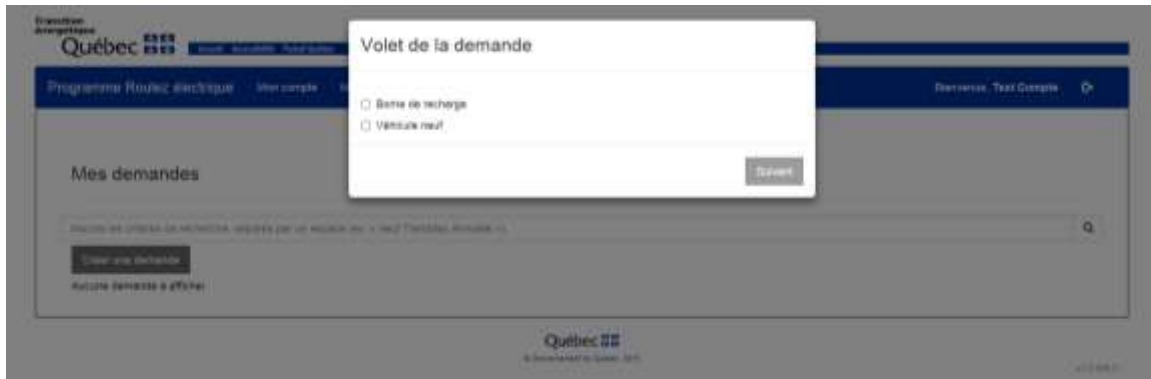 Transition
énergétique
Québec
Volet de la demande
Programme Roulez électrique Mon compte
Bienvenue, Test Compte
Borne de recharge
Véhicule neuf
Suivant
Mes demandes
Créer une demande
Aucune demande à afficher
Québec